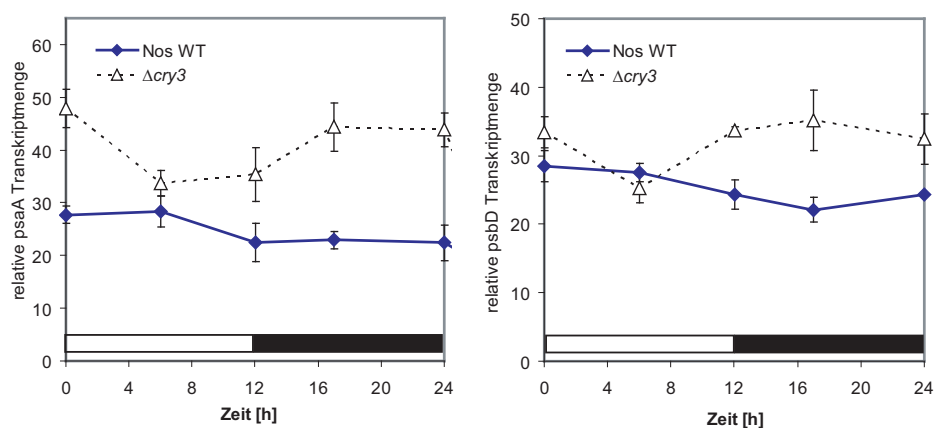 relative psaA Transkriptmenge
60
50
40
30
20
10
0
Nos WT
Δcry3
0 4 8 12 16 20 24
Zeit [h]
relative psbD Transkriptmenge
50
40
30
20
10
0
Nos WT
Δcry3
0 4 8 12 16 20 24
Zeit [h]